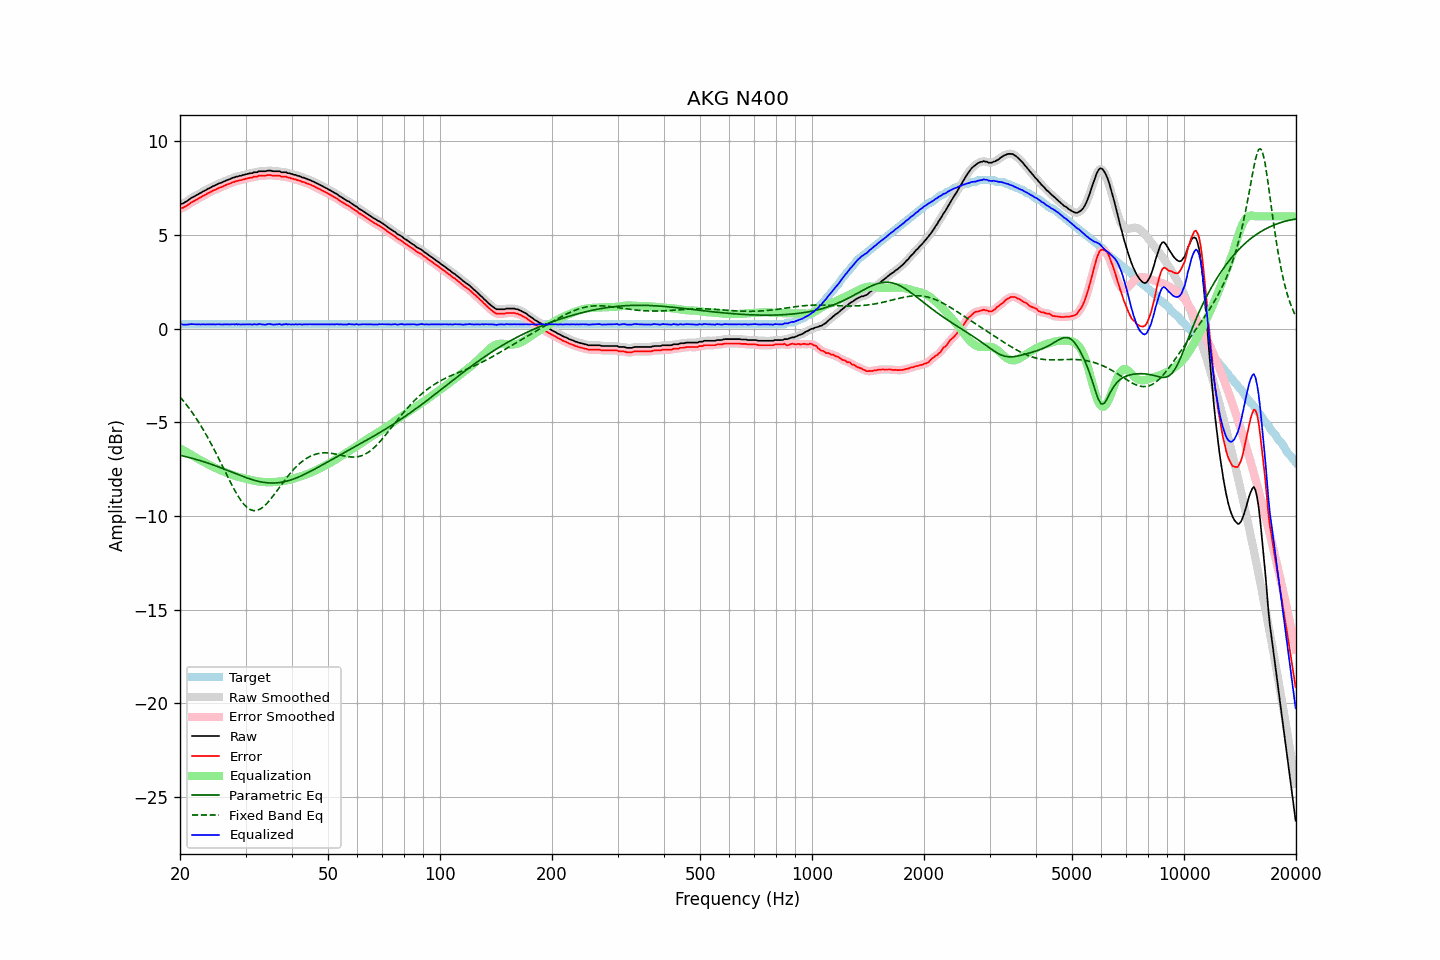 AKG N400
Amplitude (dBr)
10
5
0
−5
−10
−15
−20
−25
Target
Raw Smoothed
Error Smoothed
Raw
Error
Equalization
Parametric Eq
Fixed Band Eq
Equalized
20 50 100 200 500 1000 2000 5000 10000 20000
Frequency (Hz)